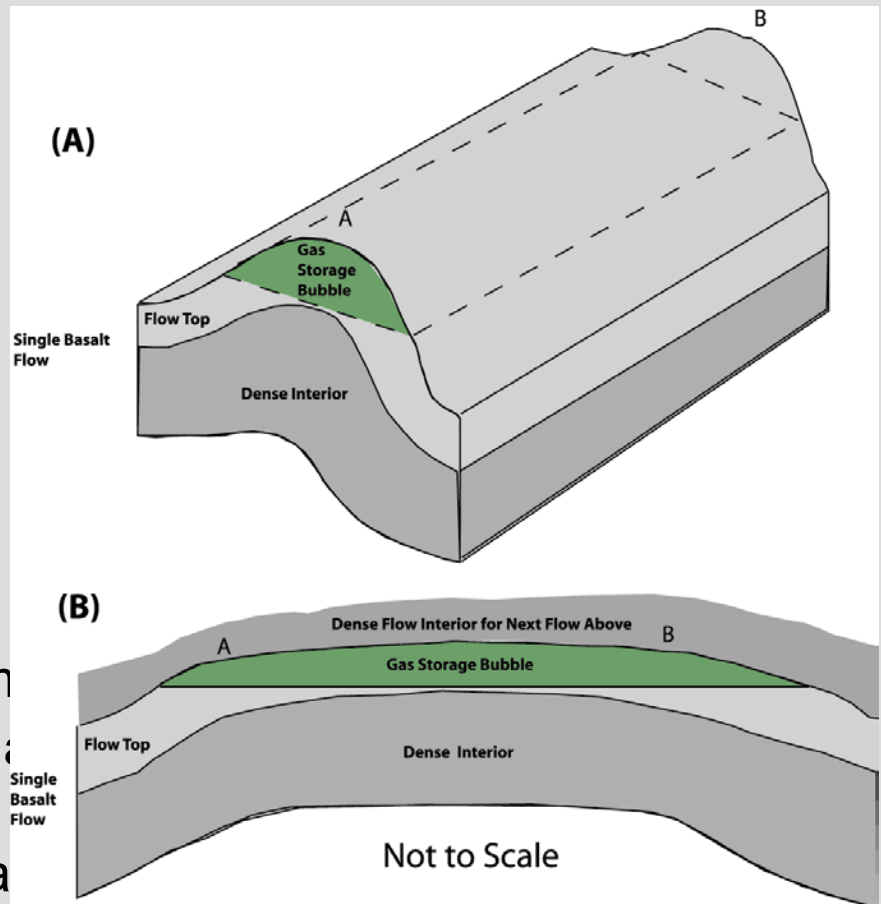 B
(A)
A
Gas
Storage
Bubble
Flow Top
Single Basalt
Flow
Dense Interior
(B)
Dense Flow Interior for Next Flow Above
A
B
Gas Storage Bubble
Flow Top
Dense Interior
Single
Basalt
Flow
Not to Scale